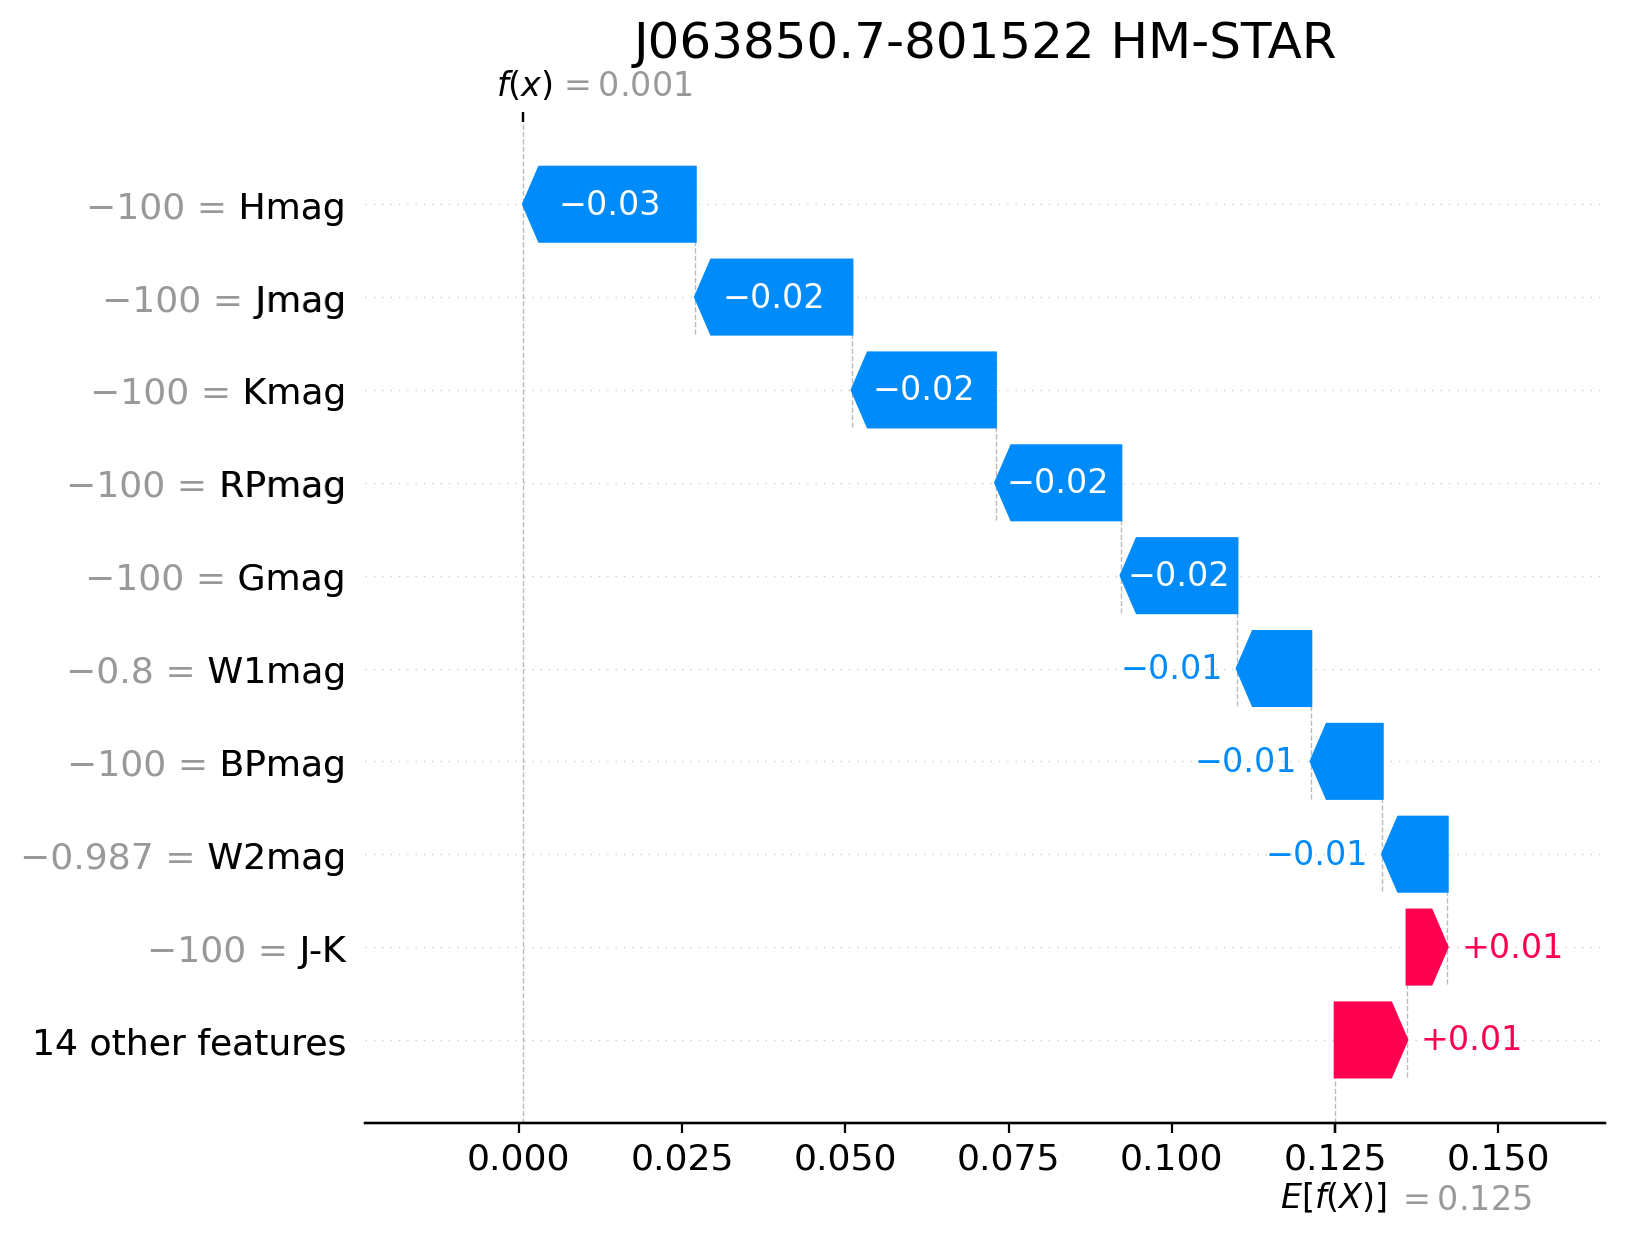 J063850.7-801522 HM-STAR
f(x) = 0.001
−100 = Hmag
−0.03
−100 = Jmag
−0.02
−100 = Kmag
−0.02
−100 = RPmag
−0.02
−100 = Gmag
−0.02
−0.8 = W1mag
−0.01
−100 = BPmag
−0.01
−0.987 = W2mag
−0.01
−100 = J-K
+0.01
14 other features
+0.01
0.000 0.025 0.050 0.075 0.100 0.125 0.150
E[f(X)] = 0.125